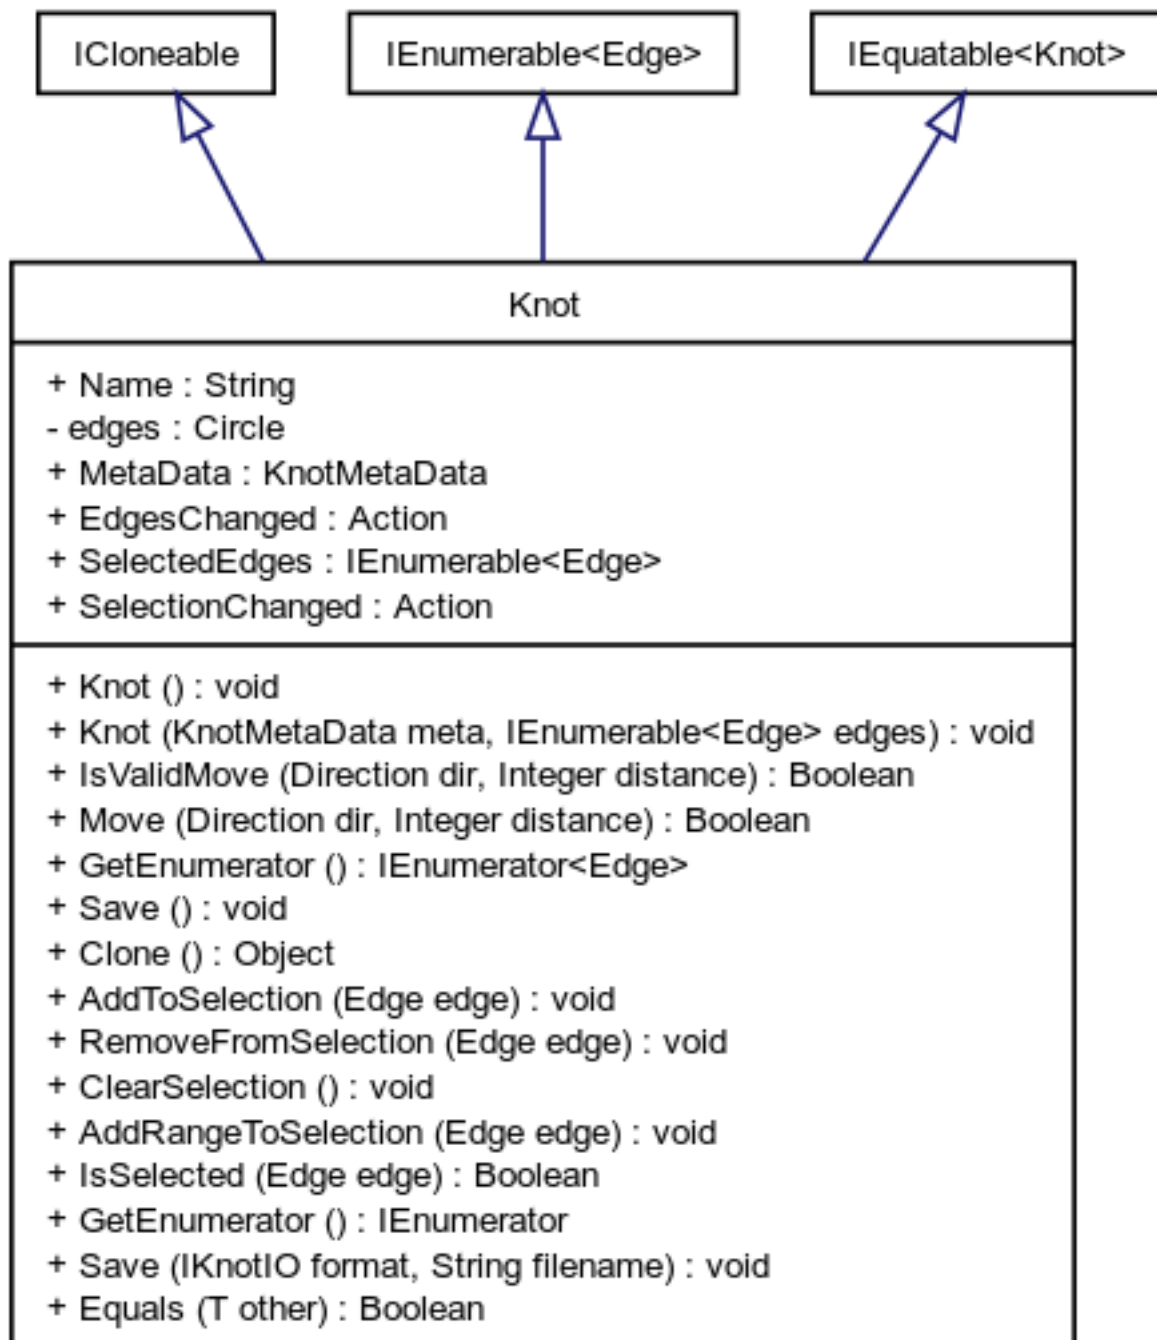 ICloneable
IEnumerable<Edge>
IEquatable<Knot>
Knot
+ Name : String
- edges : Circle
+ MetaData : KnotMetaData
+ EdgesChanged : Action
+ SelectedEdges : IEnumerable<Edge>
+ SelectionChanged : Action
+ Knot () : void
+ Knot (KnotMetaData meta, IEnumerable<Edge> edges) : void
+ IsValidMove (Direction dir, Integer distance) : Boolean
+ Move (Direction dir, Integer distance) : Boolean
+ GetEnumerator () : IEnumerator<Edge>
+ Save () : void
+ Clone () : Object
+ AddToSelection (Edge edge) : void
+ RemoveFromSelection (Edge edge) : void
+ ClearSelection () : void
+ AddRangeToSelection (Edge edge) : void
+ IsSelected (Edge edge) : Boolean
+ GetEnumerator () : IEnumerator
+ Save (IKnotIO format, String filename) : void
+ Equals (T other) : Boolean